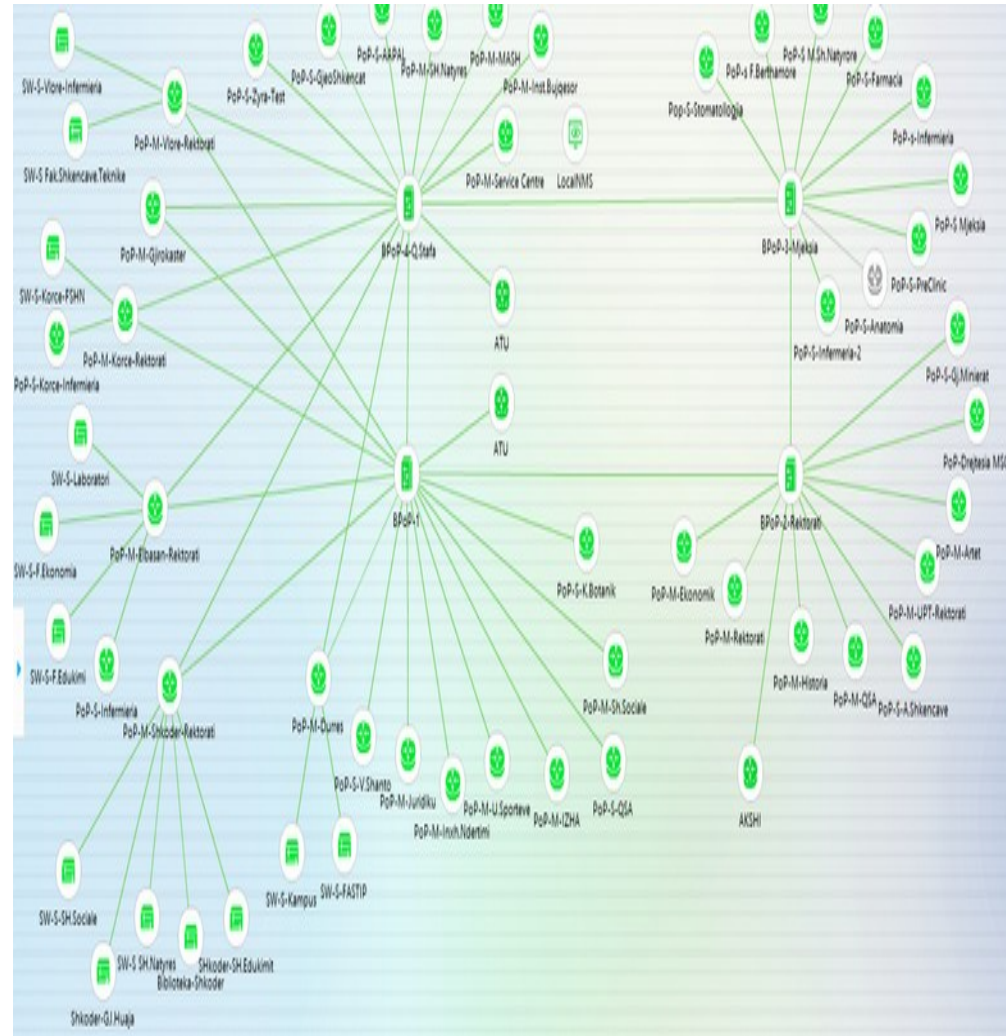 PoP-S-AAPAL
PoP-M-SH.Natyres
PoP-M-MASH
PoP-S M.Sh.Natyrore
PoP-s F.Berthamore
PoP-S-GjeoShkencat
PoP-M-Inst.Bujqesor
PoP-S-Farmacia
SW-S-Vlore-Infermieria
PoP-S-Zyra-Test
Pop-S-Stomatologjia
PoP-s-Infermieria
PoP-M-Vlore-Rektorati
SW-S Fak.Shkencave.Teknike
PoP-M-Service Centre
LocalNMS
PoP-S Mjeksia
PoP-M-Gjirokaster
BPoP-4-Q.Stafa
BPoP-3-Mjeksia
PoP-S-PreClinic
SW-S-Korce-FSHN
PoP-S-Anatomia
ATU
PoP-S-Infermeria-2
PoP-M-Korce-Rektorati
PoP-S-Korce-Infermieria
PoP-S-Gj.Minierat
ATU
PoP-Drejtesia MSC
SW-S-Laboratori
BPoP-1
BPoP-2-Rektorati
PoP-M-Elbasan-Rektorati
PoP-M-Artet
SW-S-F.Ekonomia
PoP-S-K.Botanik
PoP-M-Ekonomik
PoP-M-UPT-Rektorati
PoP-M-Rektorati
SW-S-F.Edukimi
PoP-M-Historia
PoP-M-QSA
PoP-S-A.Shkencave
PoP-S-Infermieria
PoP-M-Sh.Sociale
PoP-M-Shkoder-Rektorati
PoP-M-Durres
PoP-S-V.Shanto
PoP-M-Juridiku
PoP-M-U.Sporteve
PoP-S-QSA
PoP-M-IZHA
AKSHI
PoP-M-Inxh.Ndertimi
SW-S-FASTIP
SW-S-Kampus
SW-S-SH.Sociale
SW-S SH.Natyres
SHkoder-SH.Edukimit
Biblioteka-Shkoder
Shkoder-GJ.Huaja